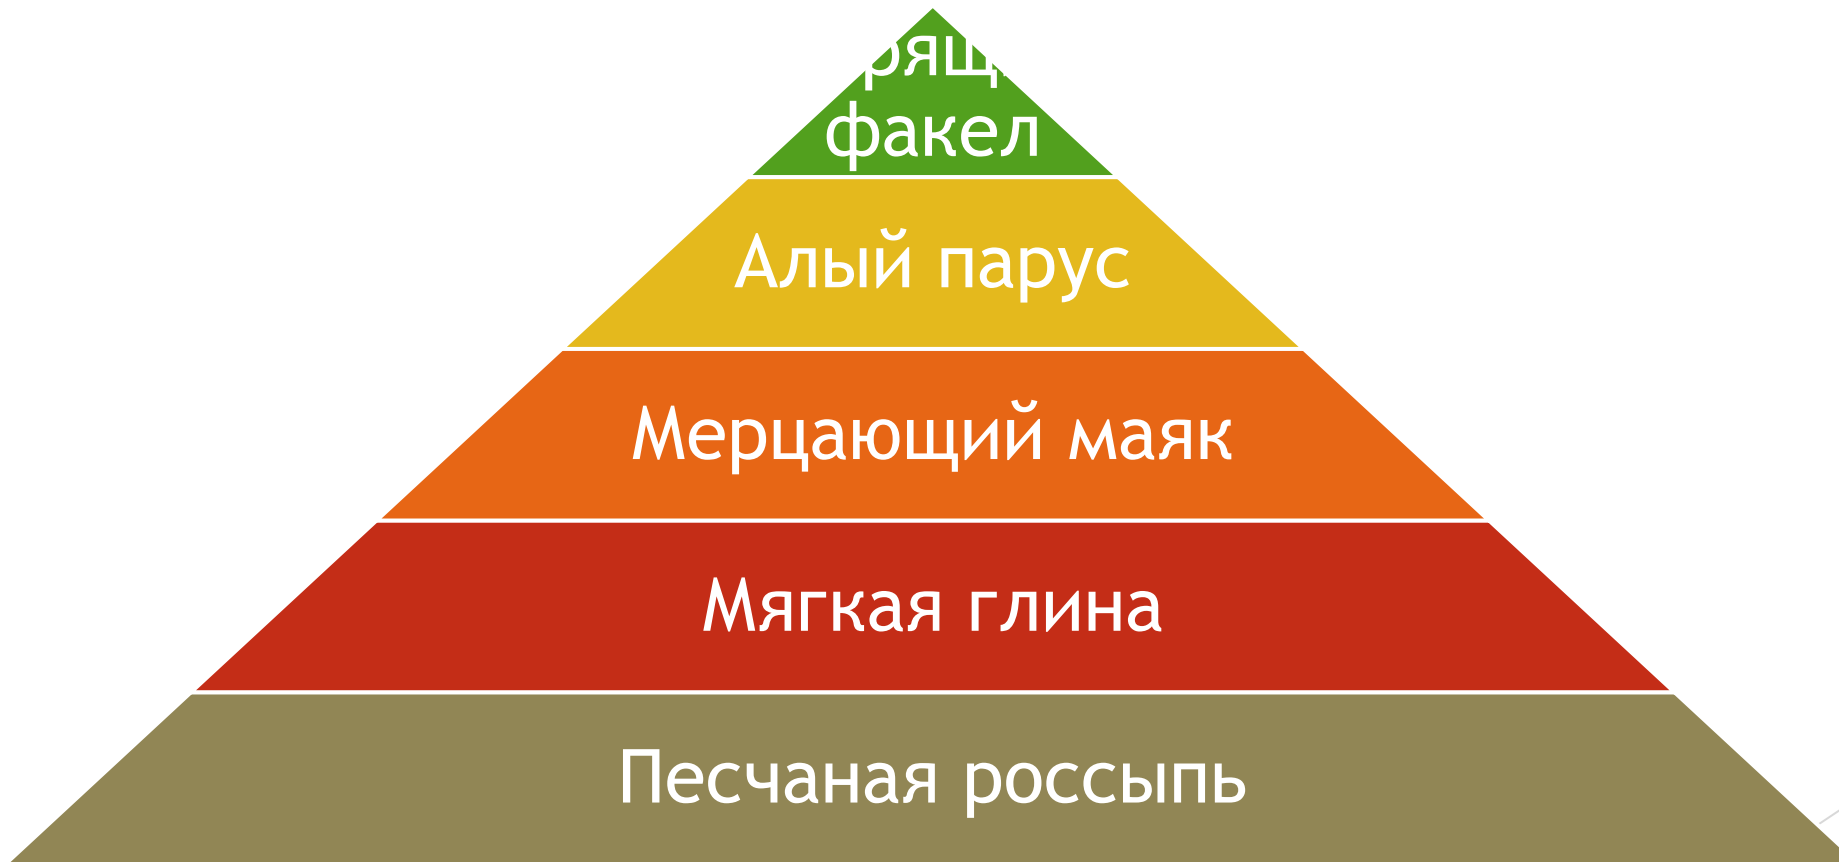 факел
Алый парус
Мерцающий маяк
Мягкая глина
Песчаная россыпь